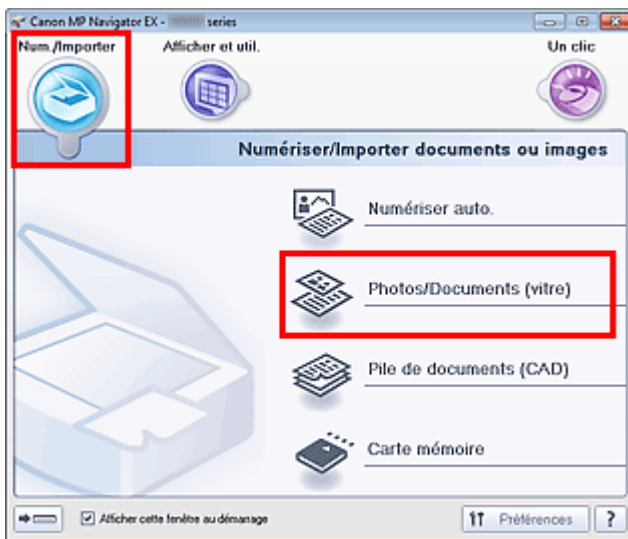 Canon MP Navigator EX - series
Num./Importer
Afficher et util.
Un clic
Numériser/Importer documents ou images
Numériser auto.
Photos/Documents (vitre)
Pile de documents (CAD)
Carte mémoire
Afficher cette fenêtre au démarrage
Préférences
?